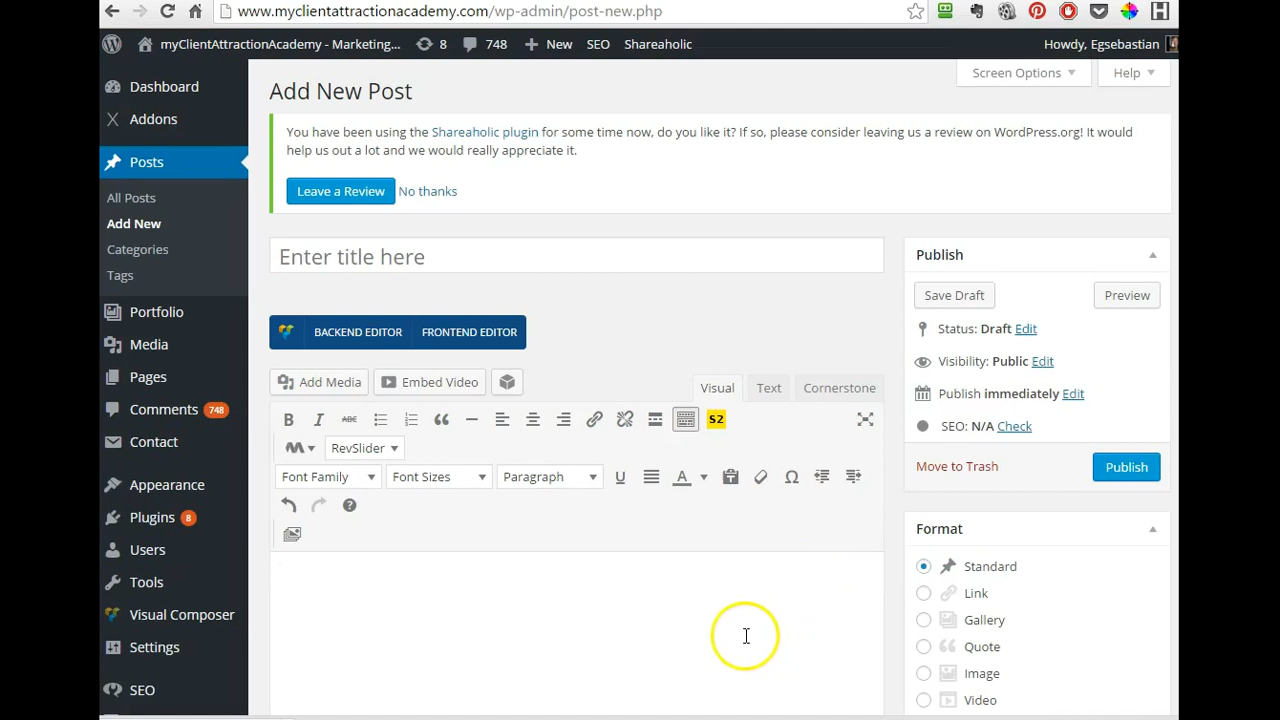 www.myclientattractionacademy.com/wp-admin/post-new.php
myClientAttractionAcademy - Marketing... 8 748 New SEO Shareaholic Howdy, Egsebastian
Screen Options Help
Dashboard
Addons
Posts
All Posts
Add New
Categories
Tags
Portfolio
Media
Pages
Comments 748
Contact
Appearance
Plugins 8
Users
Tools
Visual Composer
Settings
SEO
Add New Post
You have been using the Shareaholic plugin for some time now, do you like it? If so, please consider leaving us a review on WordPress.org! It would
help us out a lot and we would really appreciate it.
Leave a Review No thanks
Enter title here
BACKEND EDITOR FRONTEND EDITOR
Add Media Embed Video
Visual Text Cornerstone
B I ABC S2
RevSlider
Font Family Font Sizes Paragraph U A Ω
Publish
Save Draft Preview
Status: Draft Edit
Visibility: Public Edit
Publish immediately Edit
SEO: N/A Check
Move to Trash Publish
Format
Standard
Link
Gallery
Quote
Image
Video